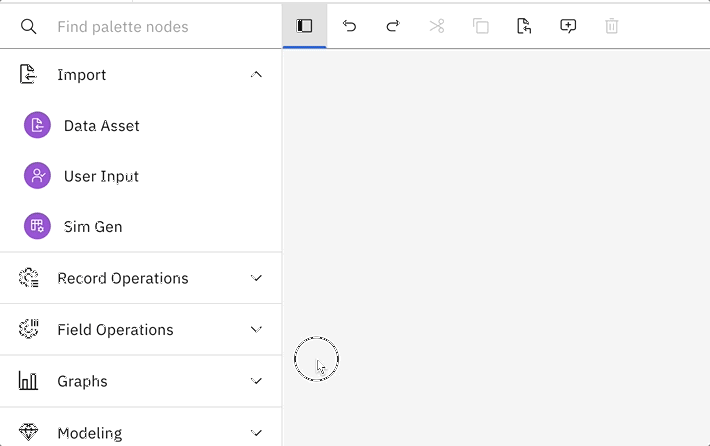 Find palette nodes
Import
Data Asset
User Input
Sim Gen
Record Operations
Field Operations
Graphs
Modeling